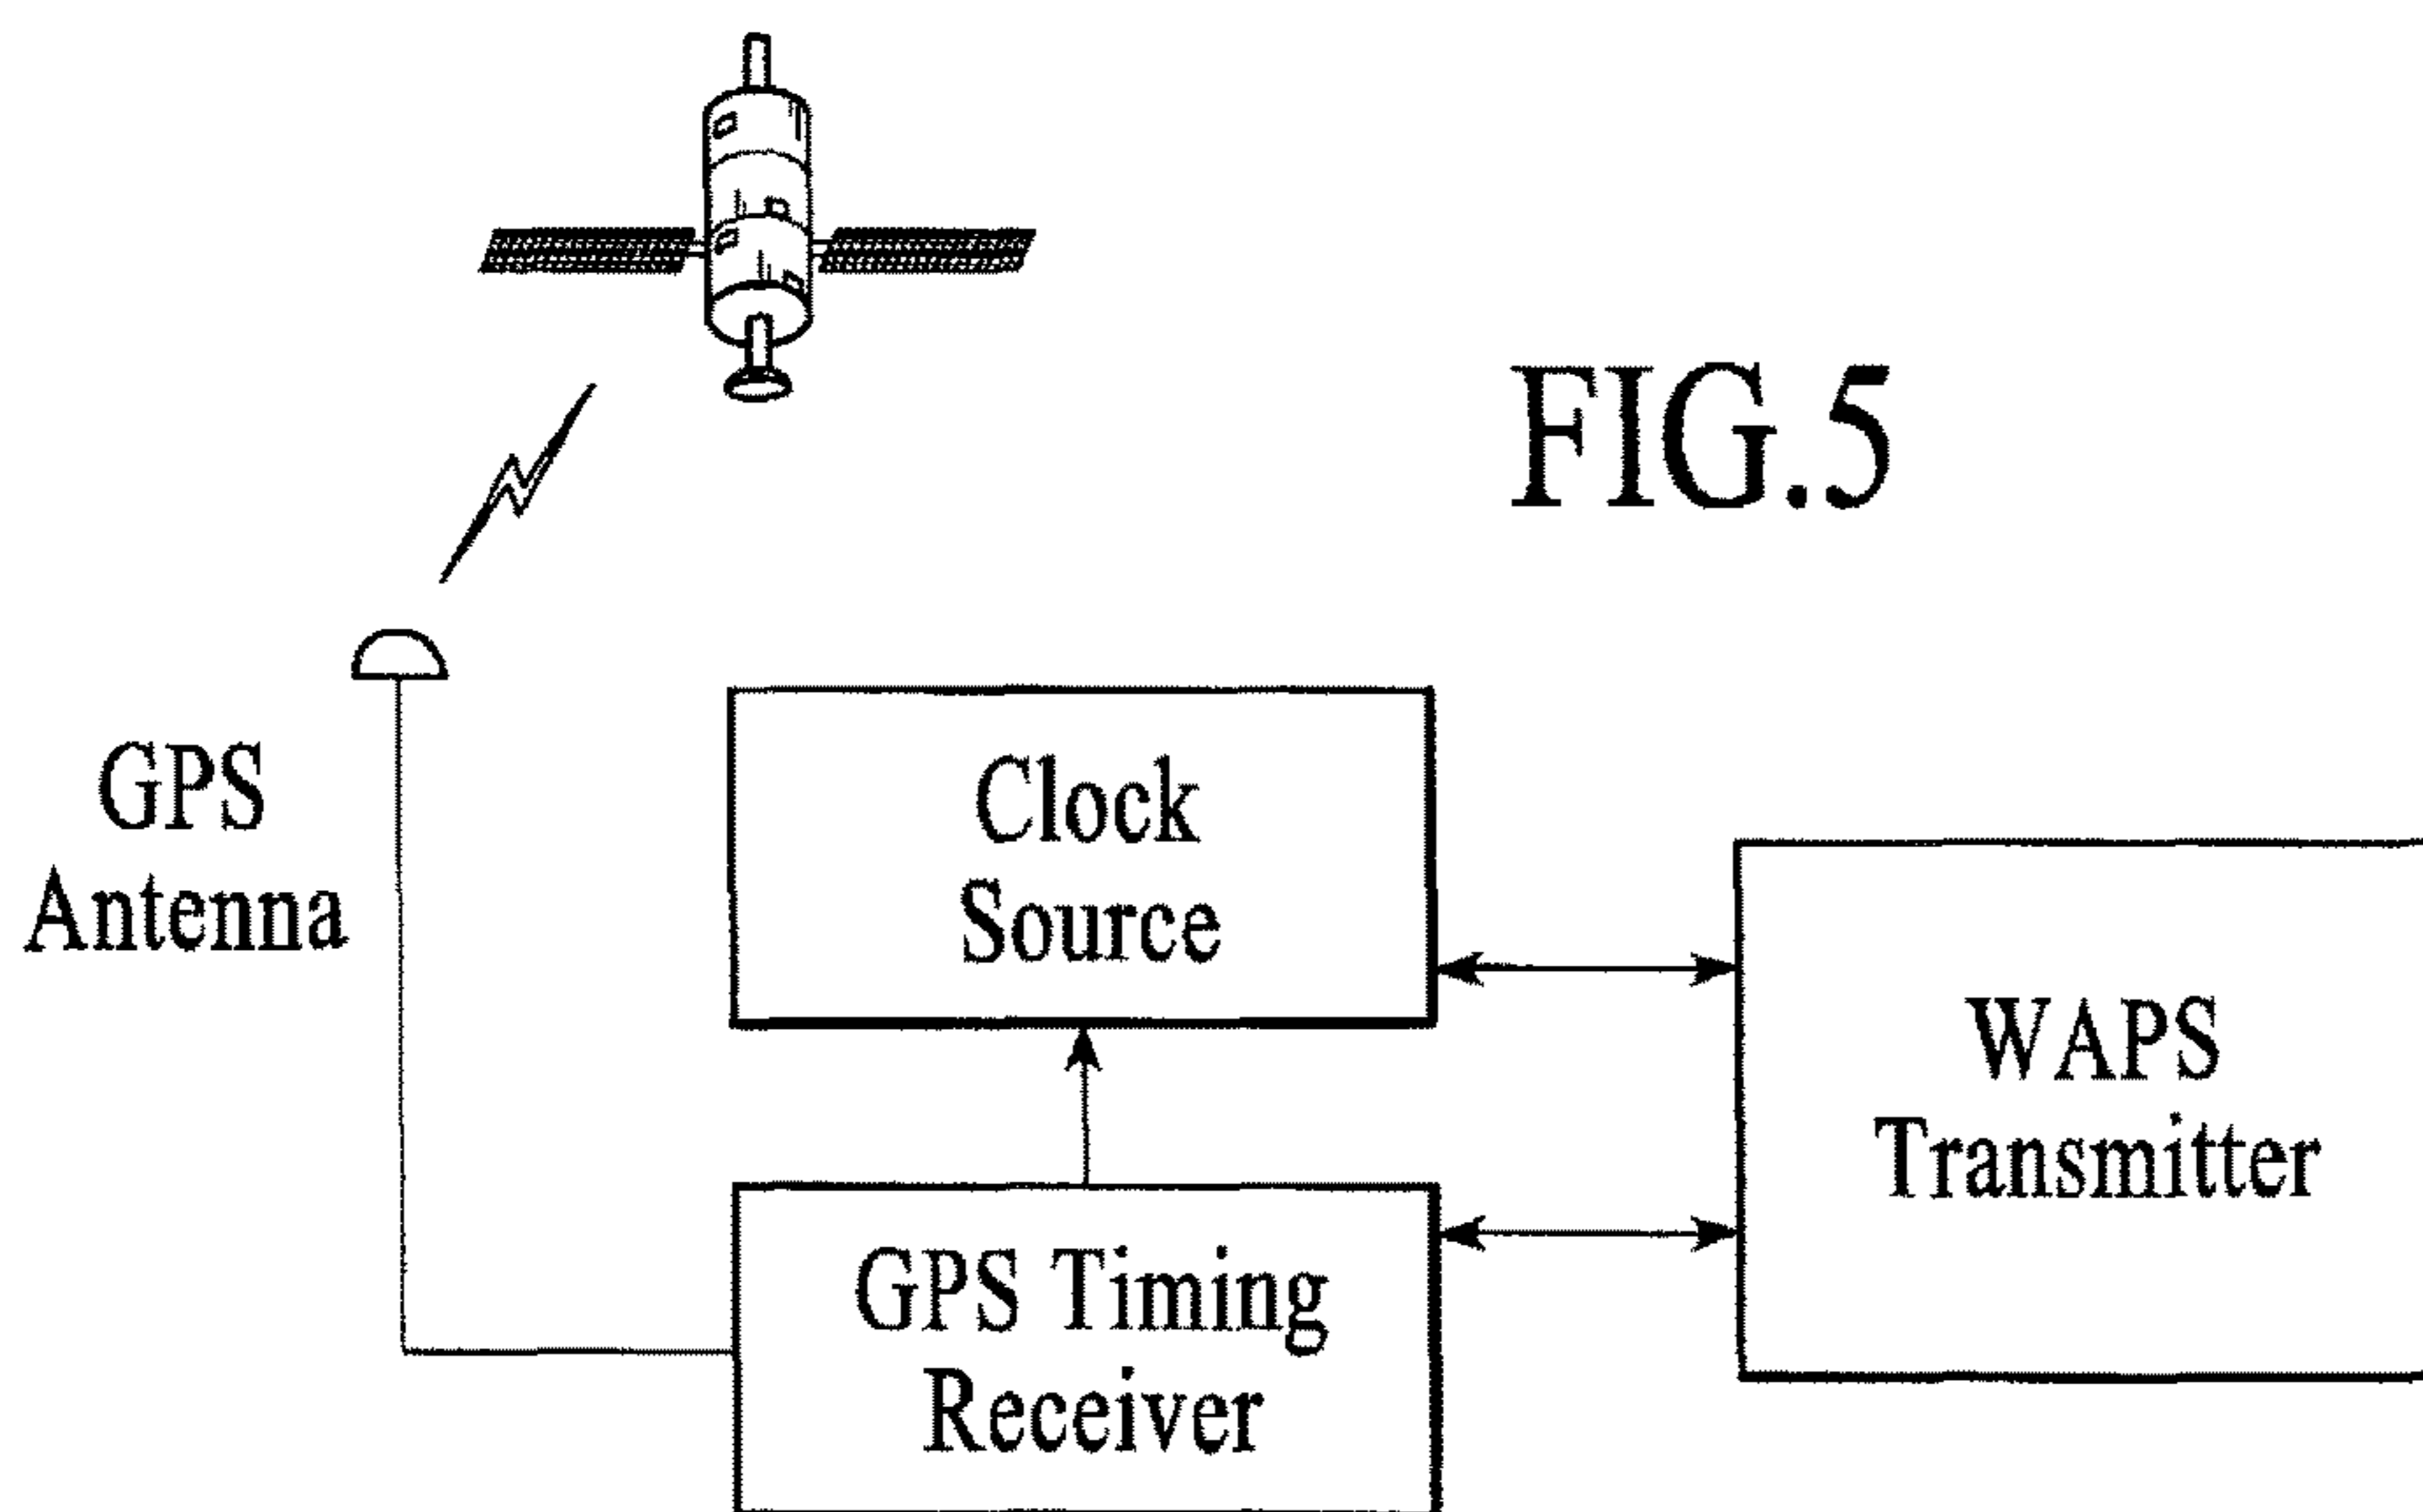 FIG.5
GPS
Antenna
Clock
Source
WAPS
Transmitter
GPS Timing
Receiver